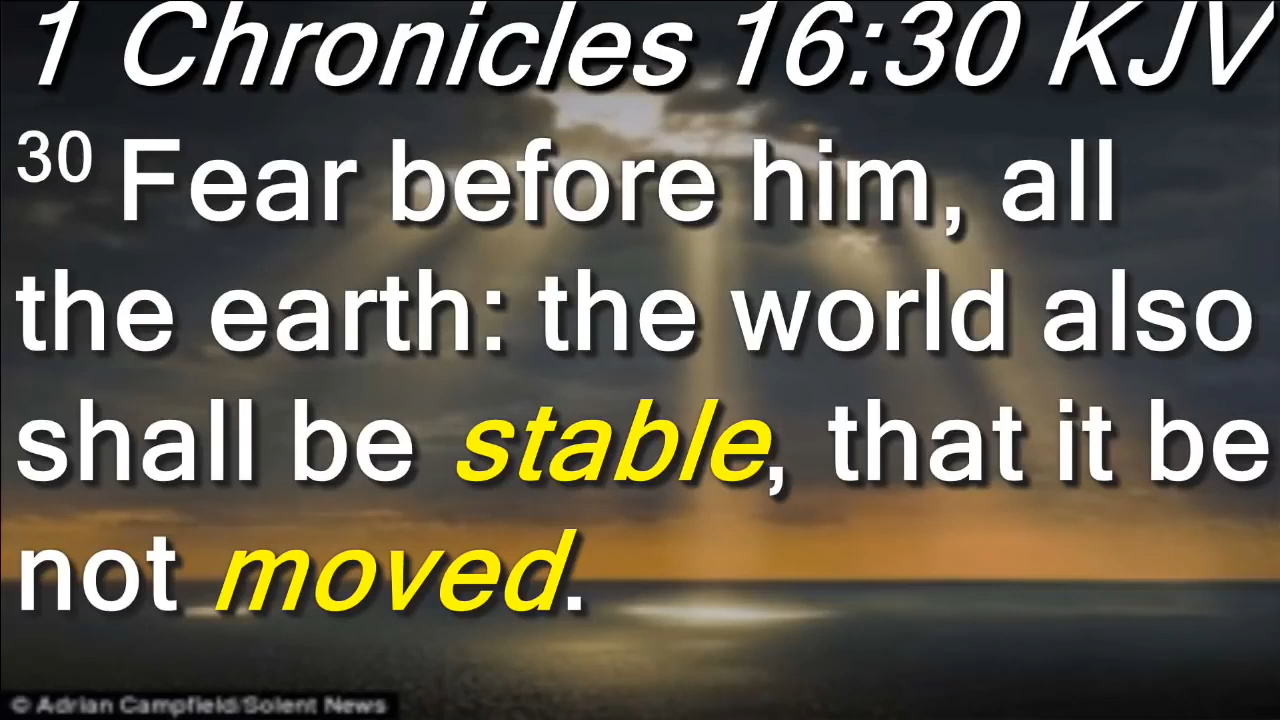 1 Chronicles 16:30 KJV
30 Fear before him, all
the earth: the world also
shall be stable, that it be
not moved.
© Adrian Campfield/Solent News